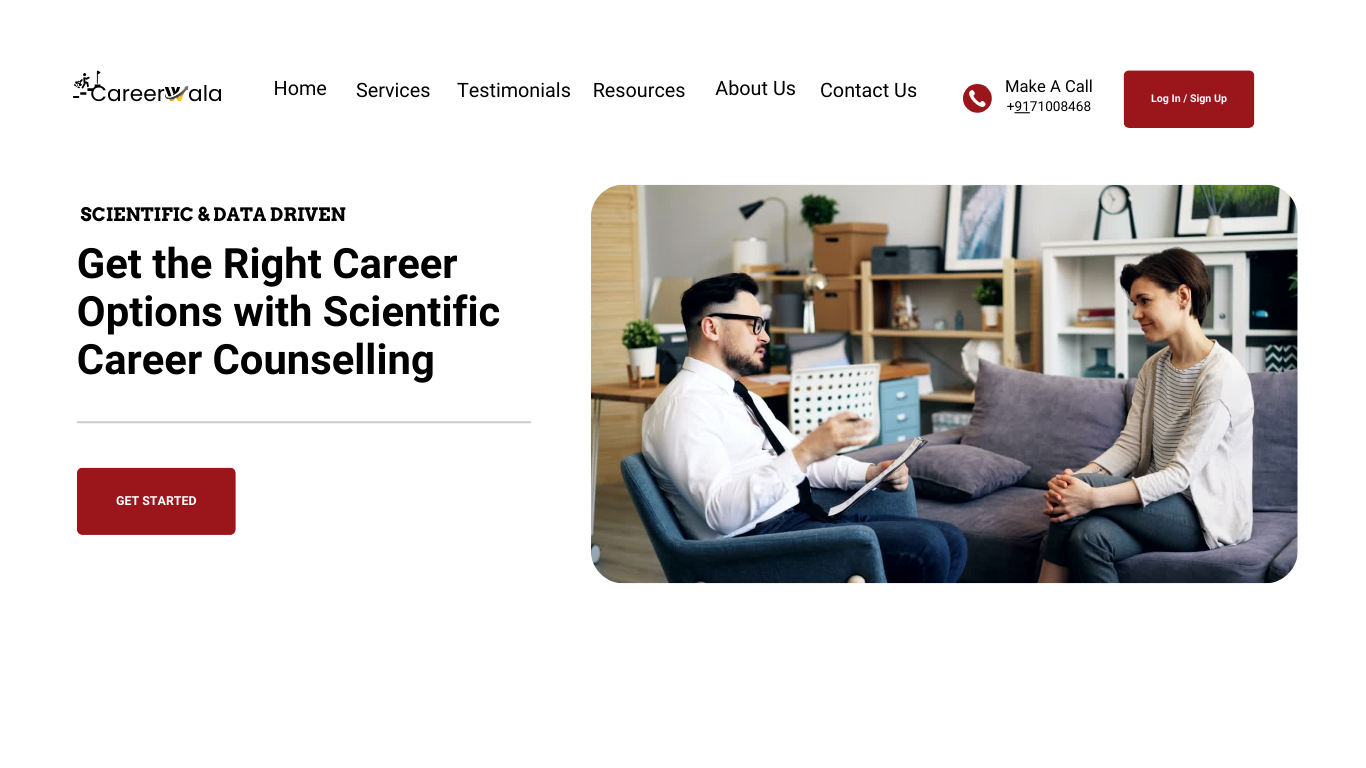 Careerwala
Home Services Testimonials Resources About Us Contact Us
Make A Call
+9171008468
Log In / Sign Up
SCIENTIFIC & DATA DRIVEN
Get the Right Career
Options with Scientific
Career Counselling
GET STARTED